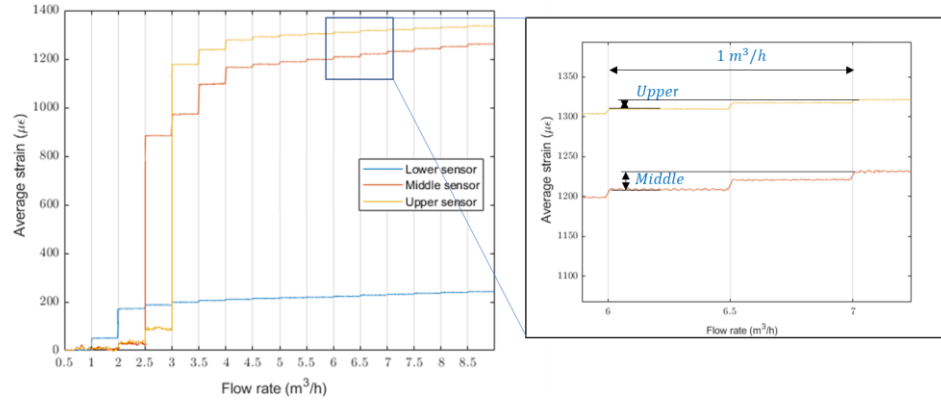 1400
1200
1000
800
600
400
200
0
Average strain (με)
0.5 1 2 2.5 3 3.5 4 4.5 5 5.5 6 6.5 7 7.5 8 8.5
Flow rate (m³/h)
Lower sensor
Middle sensor
Upper sensor
1350
1300
1250
1200
1150
1100
Average strain (με)
1 m³/h
Upper
Middle
6 6.5 7
Flow rate (m³/h)